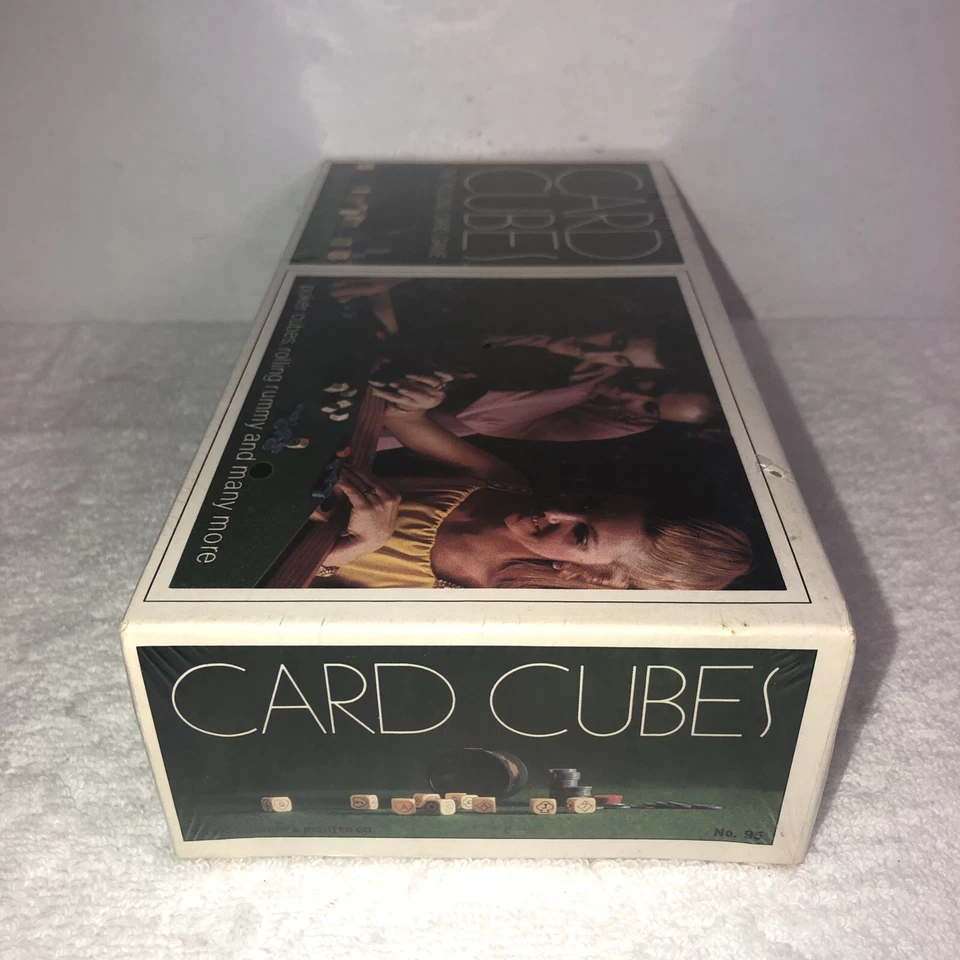 CARD
CUBES
poker cubes, rolling rummy and many more
CARD CUBES
No. 95